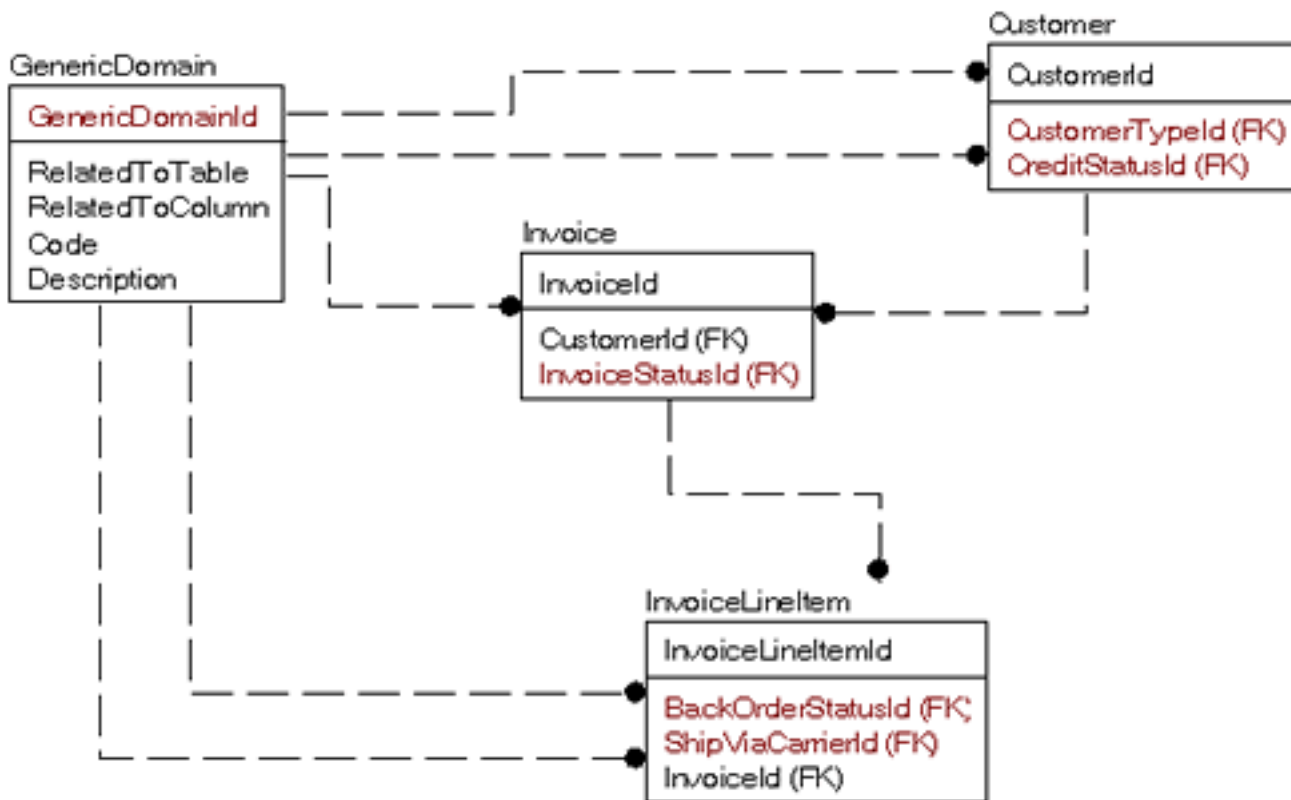 Customer
CustomerId
CustomerTypeId (FK)
CreditStatusId (FK)
GenericDomain
GenericDomainId
RelatedToTable
RelatedToColumn
Code
Description
Invoice
InvoiceId
CustomerId (FK)
InvoiceStatusId (FK)
InvoiceLineItem
InvoiceLineItemId
BackOrderStatusId (FK)
ShipViaCarrierId (FK)
InvoiceId (FK)